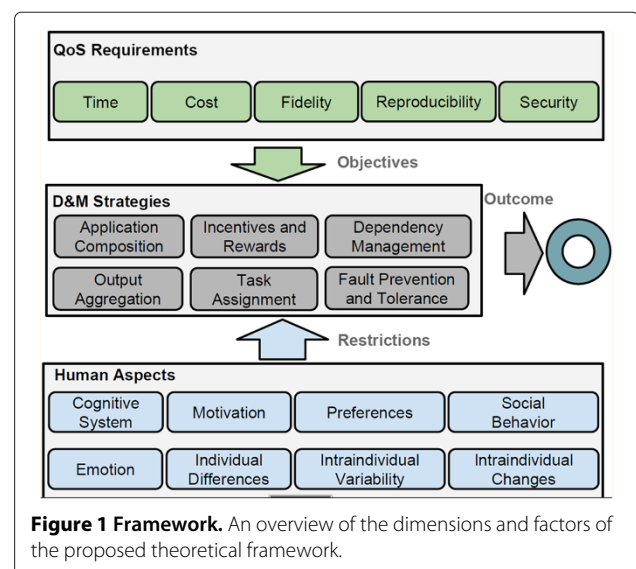 QoS Requirements
Time
Cost
Fidelity
Reproducibility
Security
Objectives
D&M Strategies
Outcome
Application
Composition
Incentives and
Rewards
Dependency
Management
Output
Aggregation
Task
Assignment
Fault Prevention
and Tolerance
Restrictions
Human Aspects
Cognitive
System
Motivation
Preferences
Social
Behavior
Emotion
Individual
Differences
Intraindividual
Variability
Intraindividual
Changes
Figure 1 Framework. An overview of the dimensions and factors of
the proposed theoretical framework.